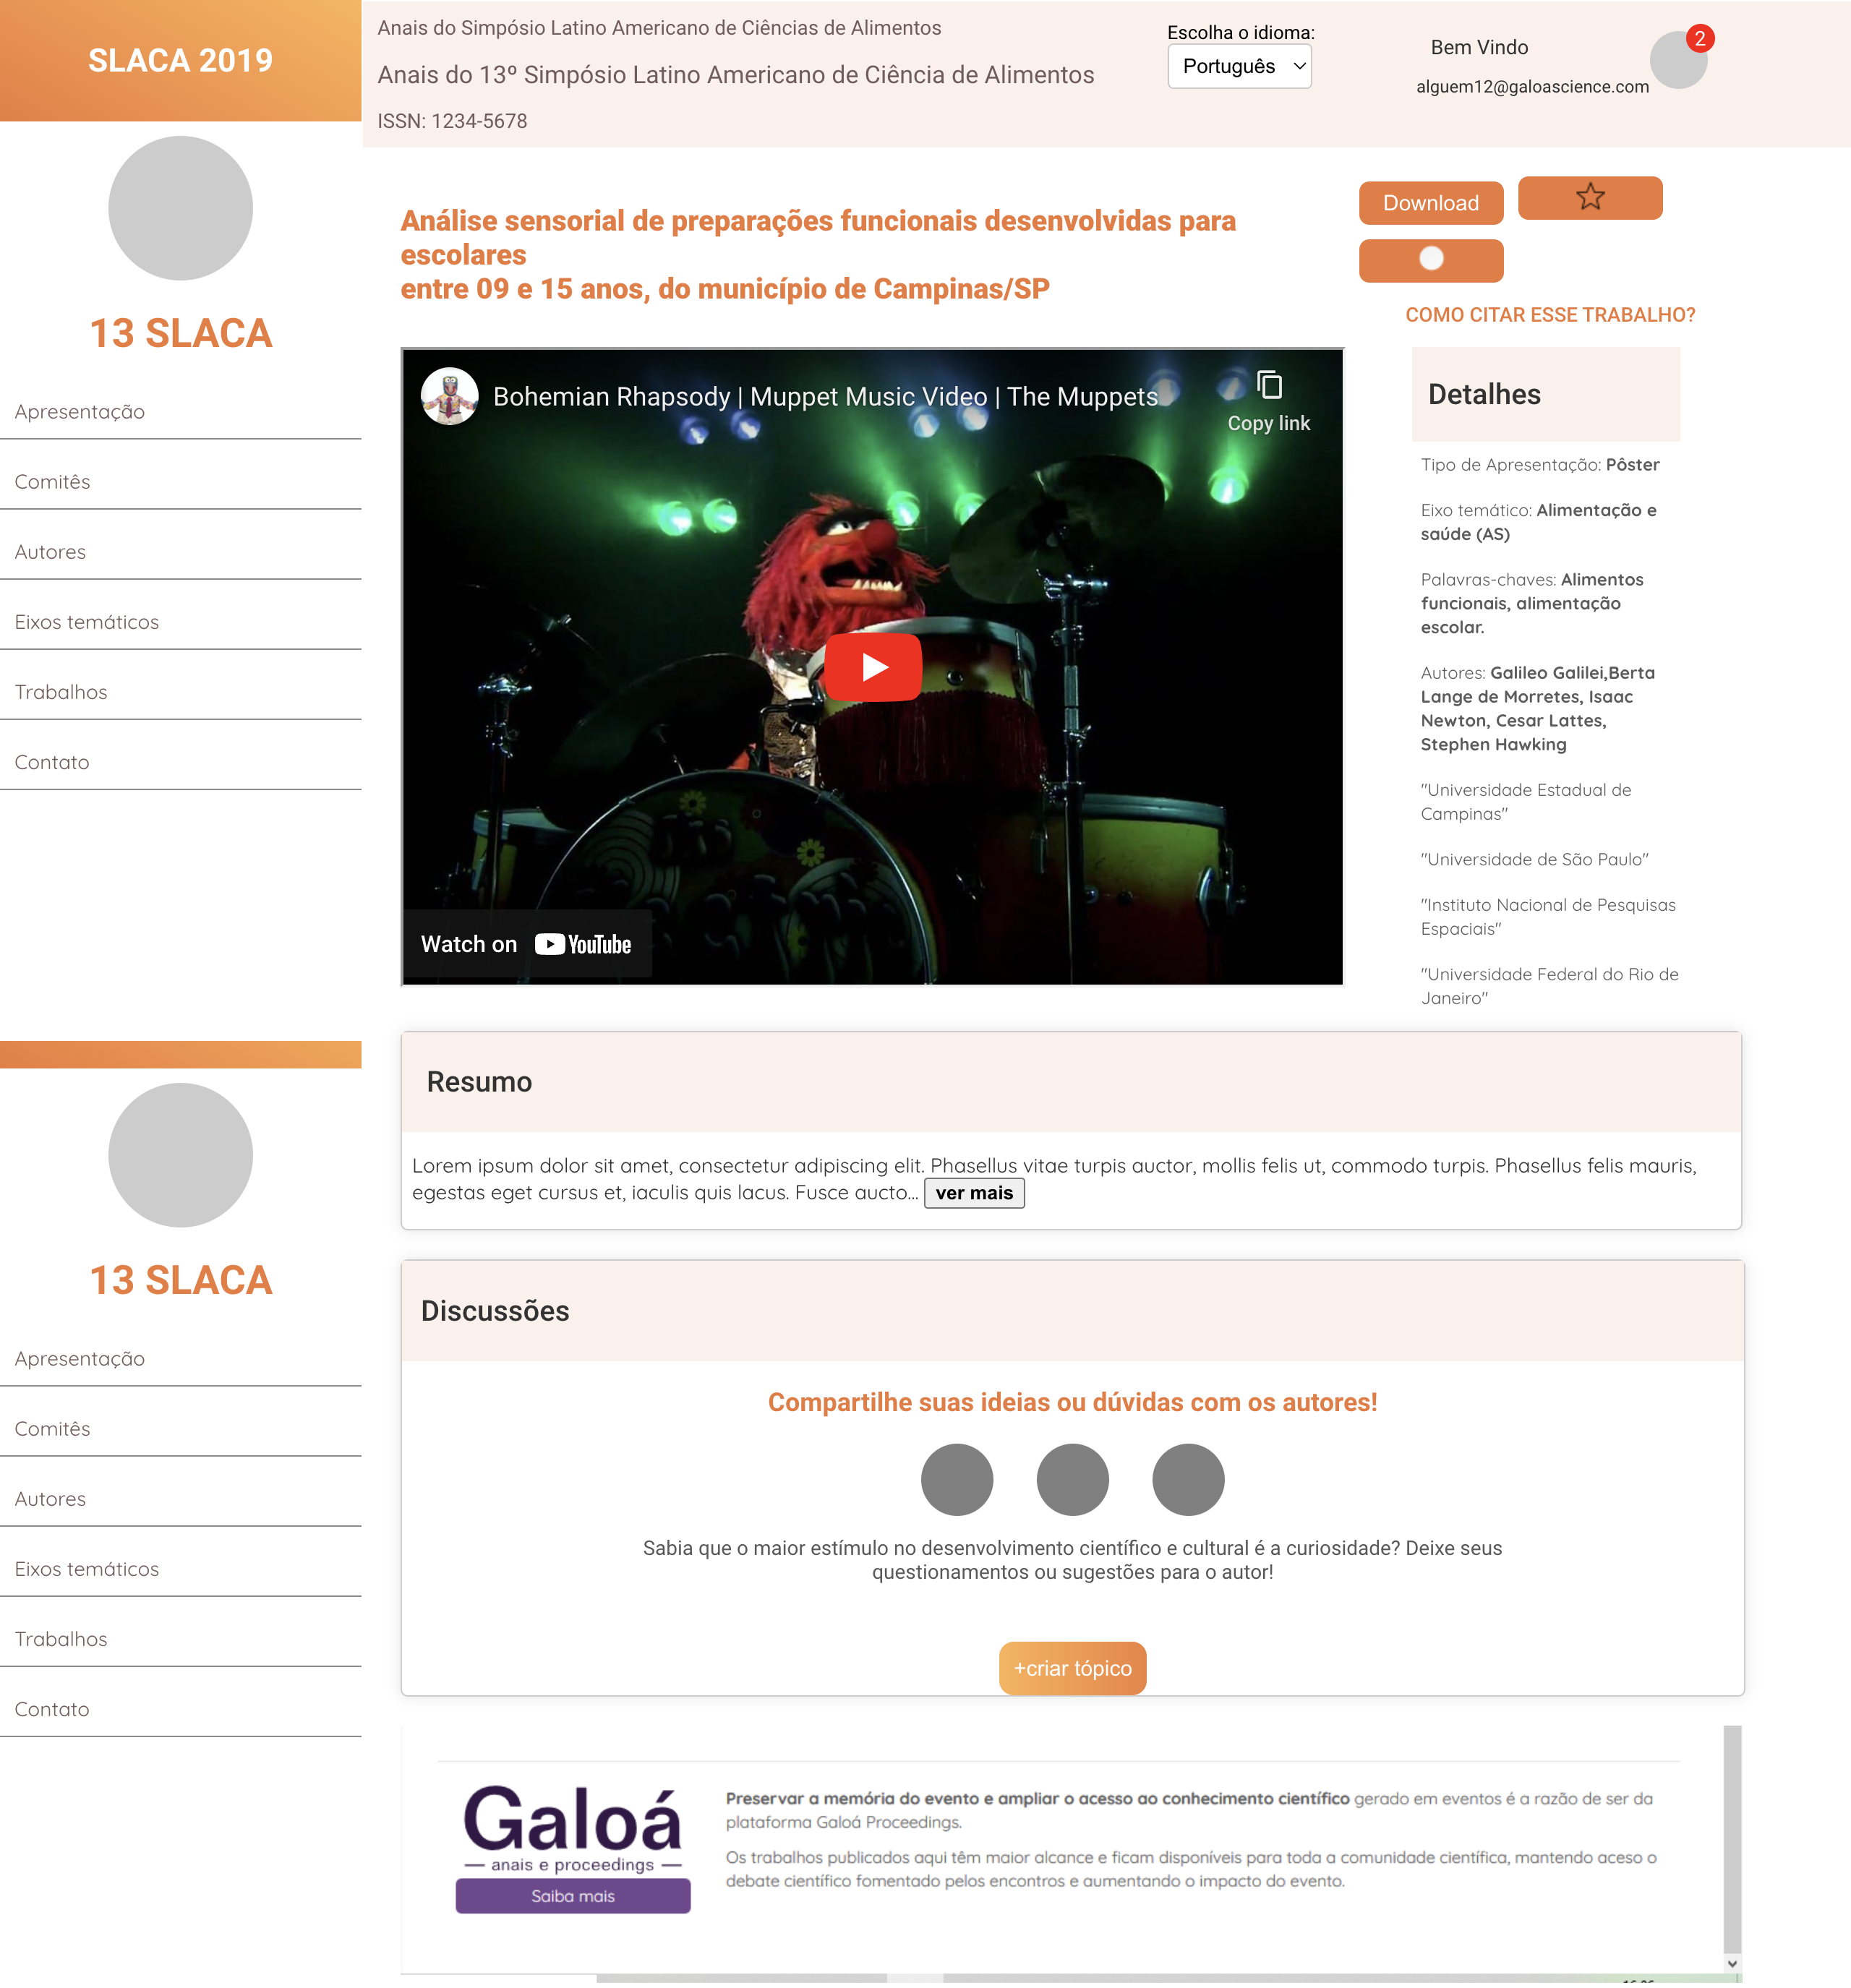 SLACA 2019
13 SLACA
Apresentação
Comitês
Autores
Eixos temáticos
Trabalhos
Contato
13 SLACA
Apresentação
Comitês
Autores
Eixos temáticos
Trabalhos
Contato
Anais do Simpósio Latino Americano de Ciências de Alimentos
Anais do 13º Simpósio Latino Americano de Ciência de Alimentos
ISSN: 1234-5678
Escolha o idioma:
Português
Bem Vindo
alguem12@galoascience.com
2
Análise sensorial de preparações funcionais desenvolvidas para
escolares
entre 09 e 15 anos, do município de Campinas/SP
Download
COMO CITAR ESSE TRABALHO?
Bohemian Rhapsody | Muppet Music Video | The Muppets
Copy link
Watch on YouTube
Detalhes
Tipo de Apresentação: Pôster
Eixo temático: Alimentação e
saúde (AS)
Palavras-chaves: Alimentos
funcionais, alimentação
escolar.
Autores: Galileo Galilei,Berta
Lange de Morretes, Isaac
Newton, Cesar Lattes,
Stephen Hawking
"Universidade Estadual de
Campinas"
"Universidade de São Paulo"
"Instituto Nacional de Pesquisas
Espaciais"
"Universidade Federal do Rio de
Janeiro"
Resumo
Lorem ipsum dolor sit amet, consectetur adipiscing elit. Phasellus vitae turpis auctor, mollis felis ut, commodo turpis. Phasellus felis mauris,
egestas eget cursus et, iaculis quis lacus. Fusce aucto... ver mais
Discussões
Compartilhe suas ideias ou dúvidas com os autores!
Sabia que o maior estímulo no desenvolvimento científico e cultural é a curiosidade? Deixe seus
questionamentos ou sugestões para o autor!
+criar tópico
Galoá
anais e proceedings
Saiba mais
Preservar a memória do evento e ampliar o acesso ao conhecimento científico gerado em eventos é a razão de ser da
plataforma Galoá Proceedings.
Os trabalhos publicados aqui têm maior alcance e ficam disponíveis para toda a comunidade científica, mantendo aceso o
debate científico fomentado pelos encontros e aumentando o impacto do evento.